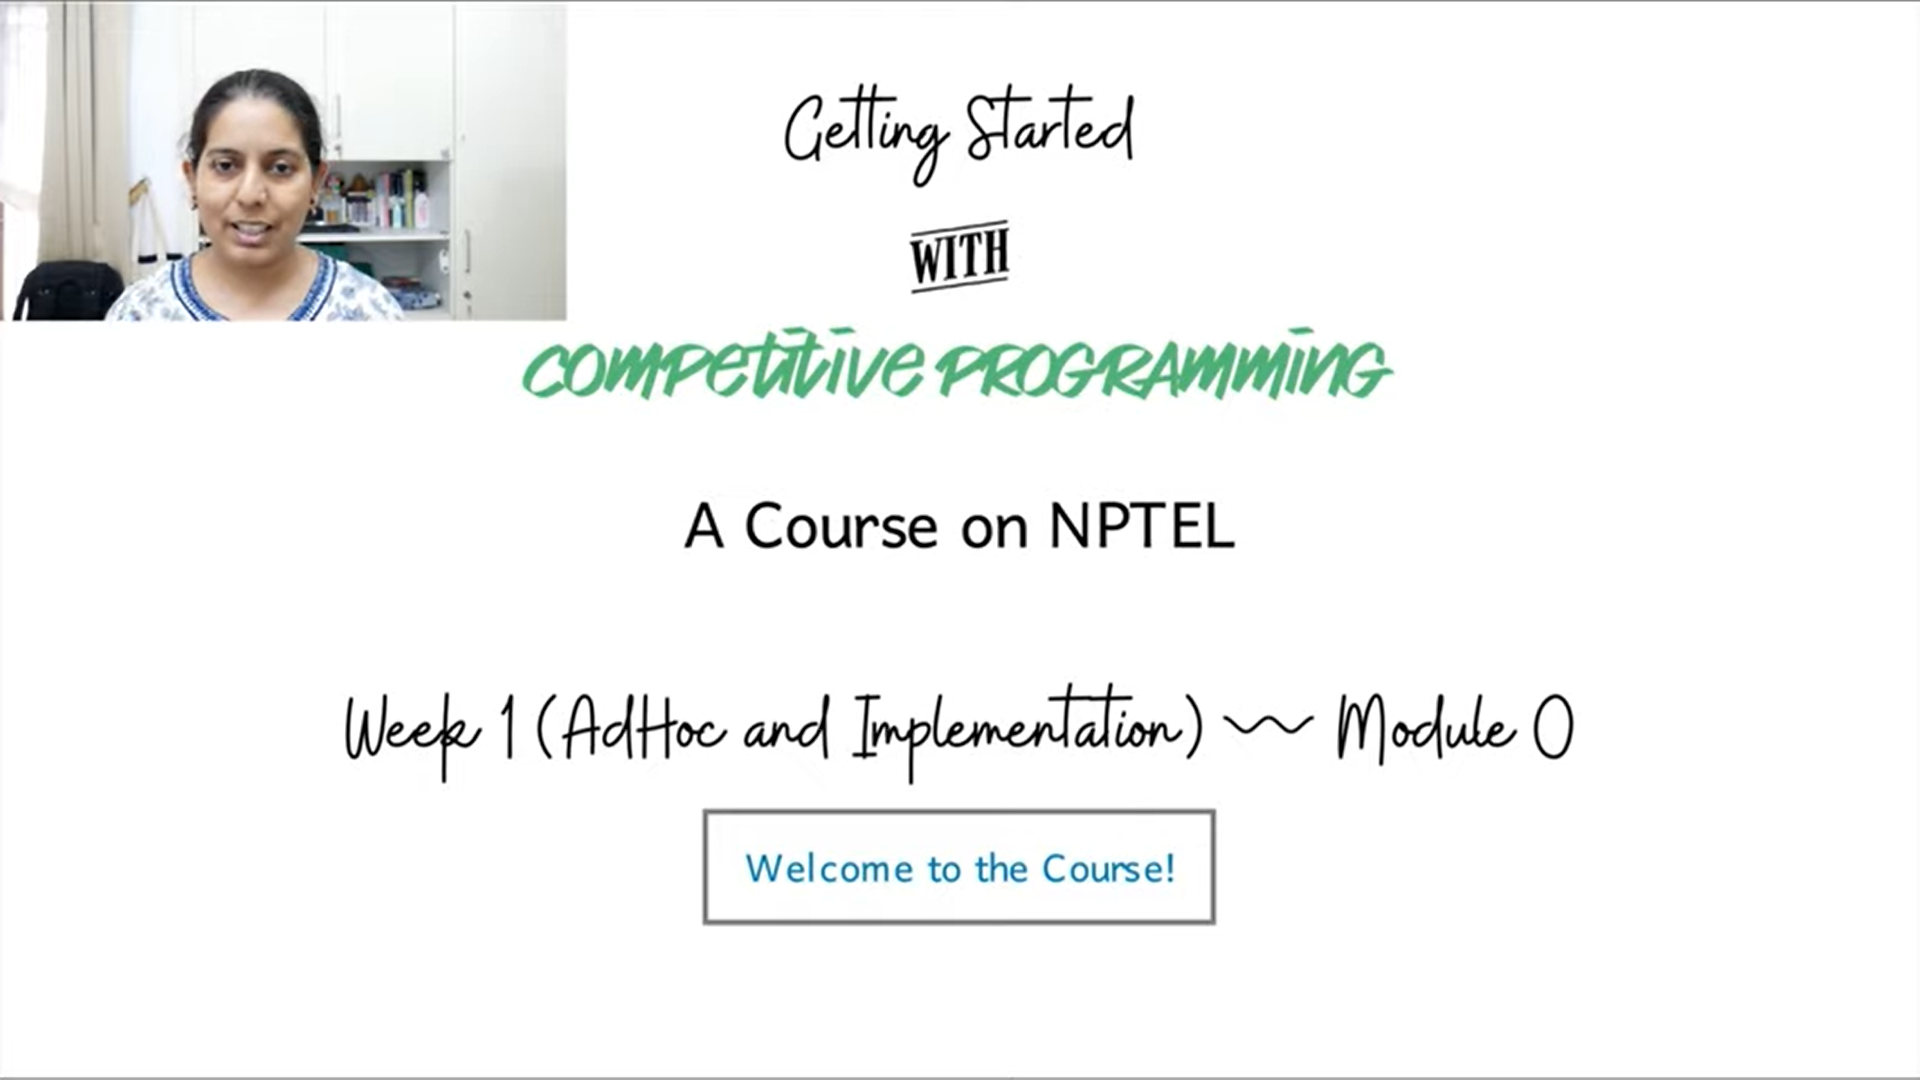 Getting Started
WITH
COMPETITIVE PROGRAMMING
A Course on NPTEL
Week 1 (AdHoc and Implementation) ~ Module 0
Welcome to the Course!